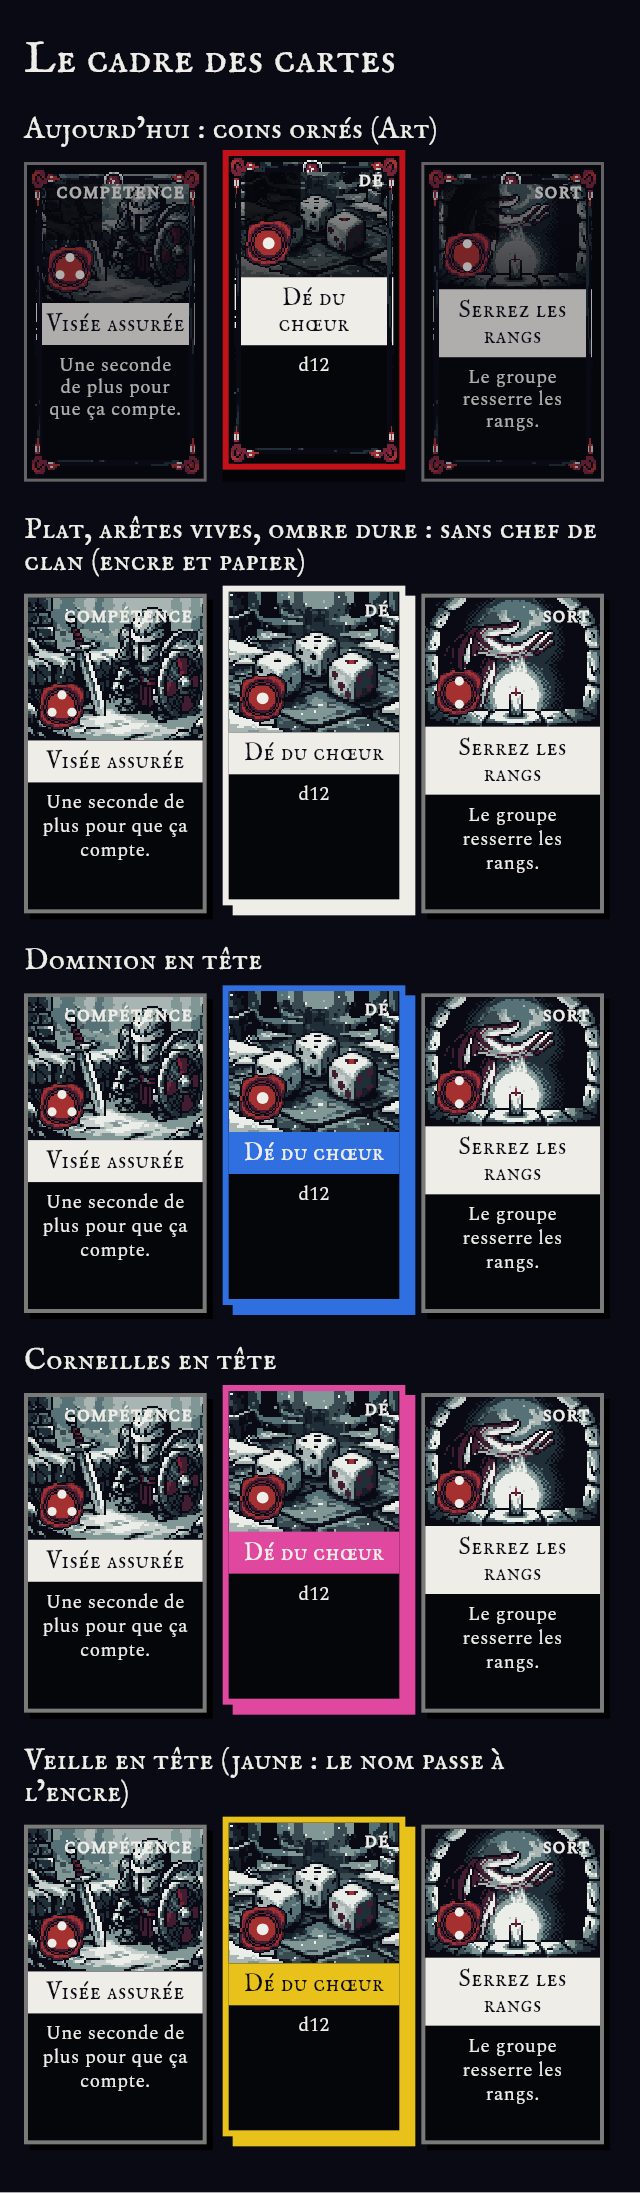 Le cadre des cartes
Aujourd'hui : coins ornés (Art)
COMPÉTENCE
Visée assurée
Une seconde
de plus pour
que ça compte.
DÉ
Dé du
chœur
d12
SORT
Serrez les
rangs
Le groupe
resserre les
rangs.
Plat, arêtes vives, ombre dure : sans chef de
clan (encre et papier)
COMPÉTENCE
Visée assurée
Une seconde de
plus pour que ça
compte.
DÉ
Dé du chœur
d12
SORT
Serrez les
rangs
Le groupe
resserre les
rangs.
Dominion en tête
COMPÉTENCE
Visée assurée
Une seconde de
plus pour que ça
compte.
DÉ
Dé du chœur
d12
SORT
Serrez les
rangs
Le groupe
resserre les
rangs.
Corneilles en tête
COMPÉTENCE
Visée assurée
Une seconde de
plus pour que ça
compte.
DÉ
Dé du chœur
d12
SORT
Serrez les
rangs
Le groupe
resserre les
rangs.
Veille en tête (jaune : le nom passe à
l'encre)
COMPÉTENCE
Visée assurée
Une seconde de
plus pour que ça
compte.
DÉ
Dé du chœur
d12
SORT
Serrez les
rangs
Le groupe
resserre les
rangs.